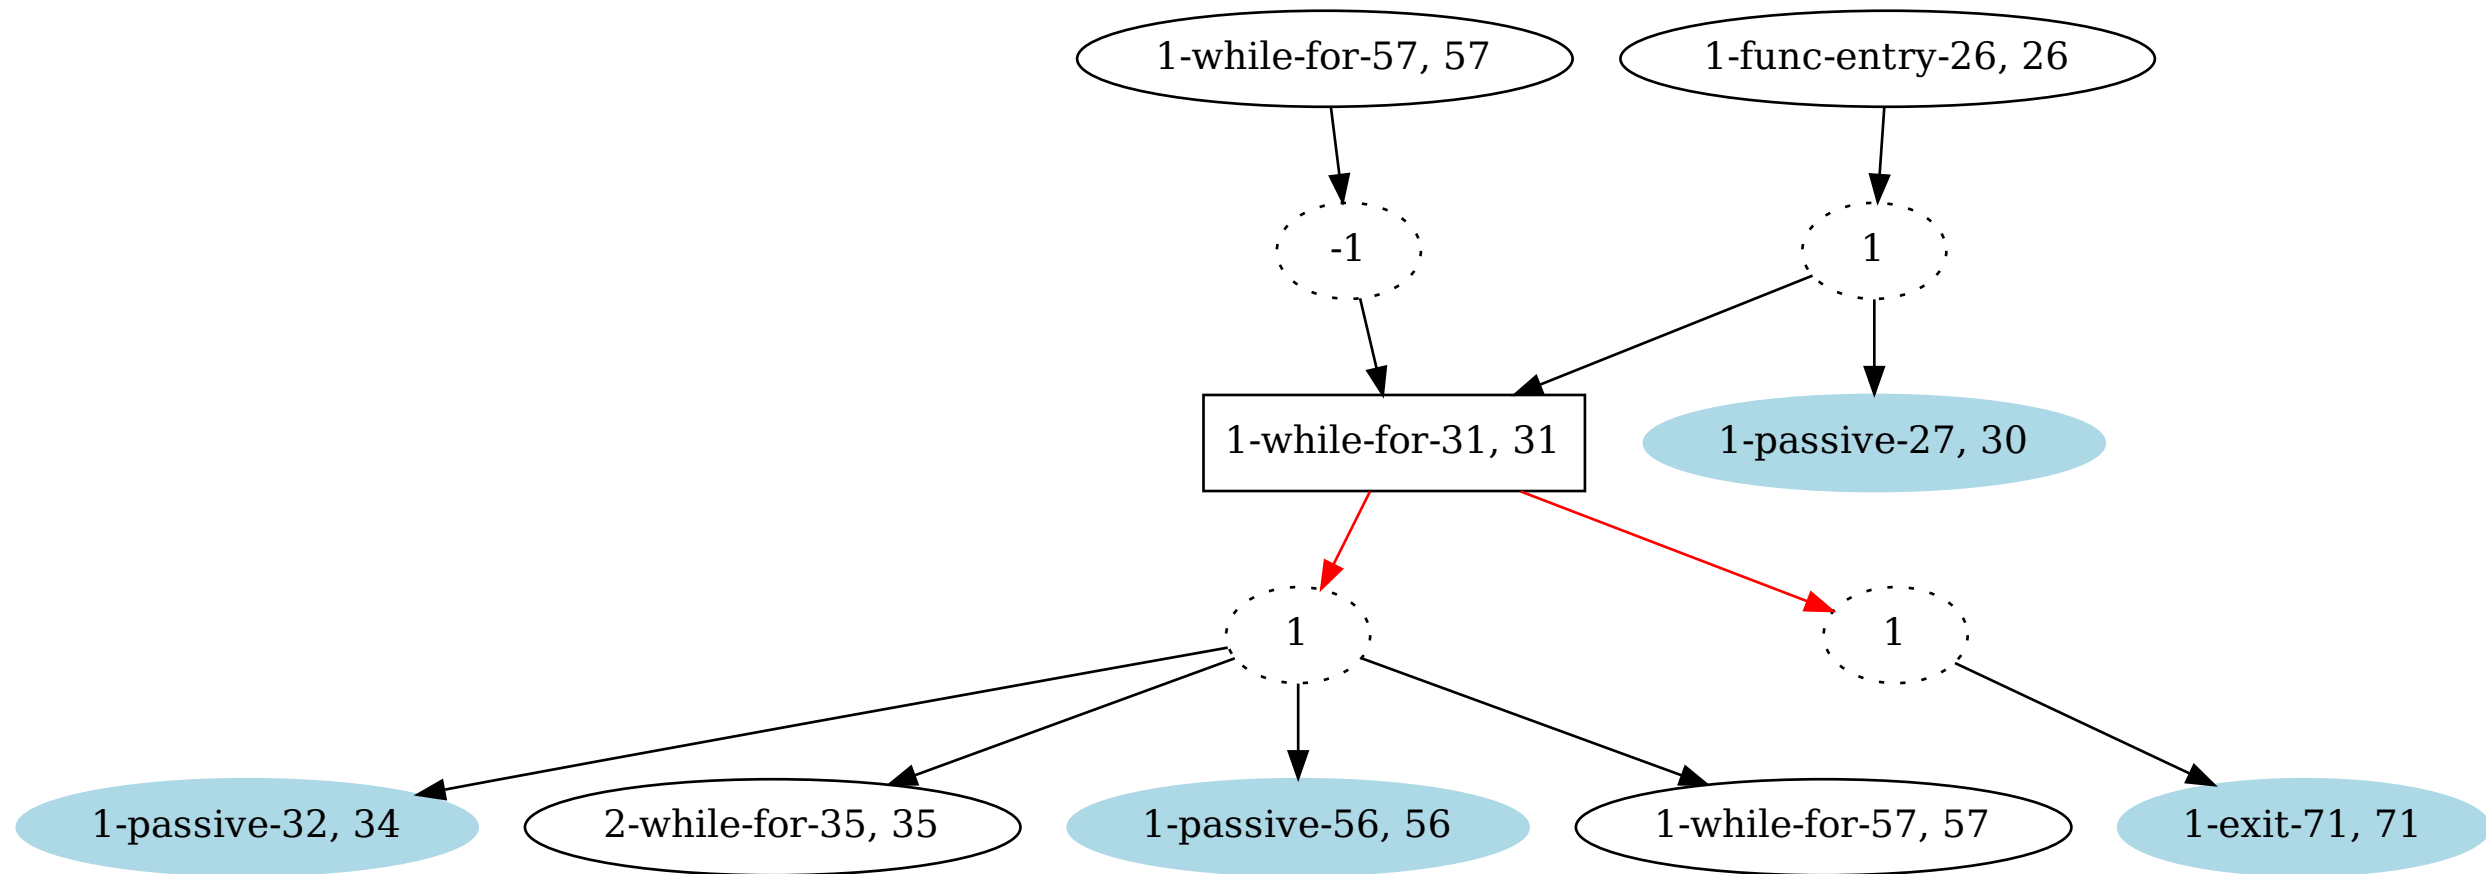 1-while-for-57, 57
1-func-entry-26, 26
-1
1
1-while-for-31, 31
1-passive-27, 30
1
1
1-passive-32, 34
2-while-for-35, 35
1-passive-56, 56
1-while-for-57, 57
1-exit-71, 71